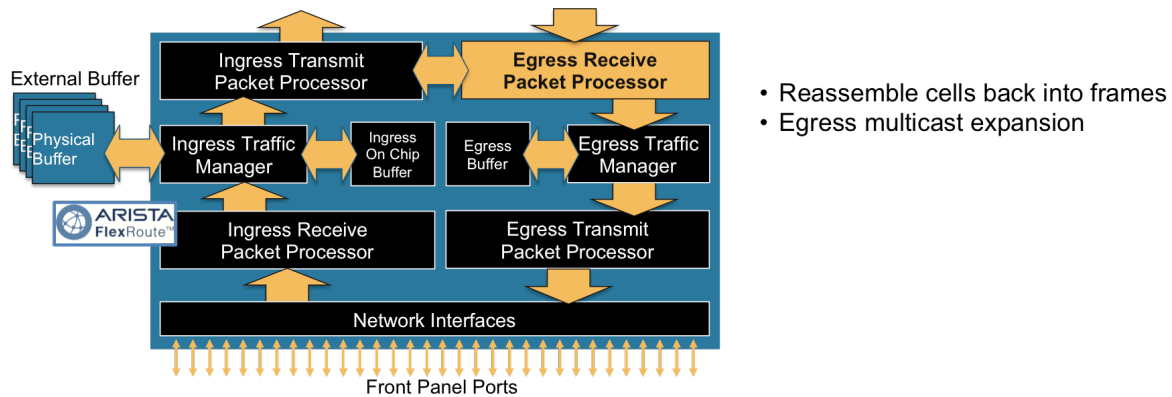 Ingress Transmit
Packet Processor
Egress Receive
Packet Processor
• Reassemble cells back into frames
• Egress multicast expansion
External Buffer
Physical
Buffer
Ingress Traffic
Manager
Ingress
On Chip
Buffer
Egress
Buffer
Egress Traffic
Manager
ARISTA
FlexRoute™
Ingress Receive
Packet Processor
Egress Transmit
Packet Processor
Network Interfaces
Front Panel Ports